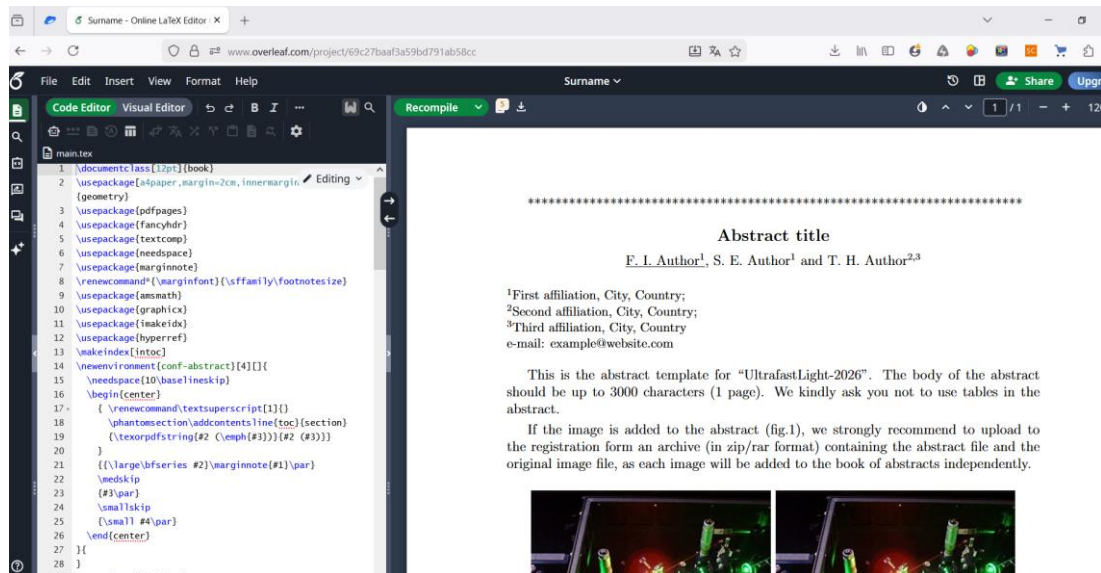 Surname - Online LaTeX Editor
www.overleaf.com/project/69c27baaf3a59bd791ab58cc
File Edit Insert View Format Help
Surname
Share
Upgr
Code Editor Visual Editor
B I ...
Recompile
1 /1 - + 12
main.tex
Editing
1 \documentclass[12pt]{book}
2 \usepackage[a4paper,margin=2cm,innermargin
{geometry}
3 \usepackage{pdfpages}
4 \usepackage{fancyhdr}
5 \usepackage{textcomp}
6 \usepackage{needspace}
7 \usepackage{marginnote}
8 \renewcommand*{\marginfont}{\sffamily\footnotesize}
9 \usepackage{amsmath}
10 \usepackage{graphicx}
11 \usepackage{imakeidx}
12 \usepackage{hyperref}
13 \makeindex[intoc]
14 \newenvironment{conf-abstract}[4][]{
15 \needspace{10\baselineskip}
16 \begin{center}
17 { \renewcommand\textsuperscript[1]{}
18 \phantomsection\addcontentsline{toc}{section}
19 {\texorpdfstring{#2 (\emph{#3})}{#2 (#3)}}
20 }
21 {{\large\bfseries #2}\marginnote{#1}\par}
22 \medskip
23 {#3\par}
24 \smallskip
25 {\small #4\par}
26 \end{center}
27 }{
28 }
************************************************************************
Abstract title
F. I. Author¹, S. E. Author¹ and T. H. Author²,³
¹First affiliation, City, Country;
²Second affiliation, City, Country;
³Third affiliation, City, Country
e-mail: example@website.com
This is the abstract template for “UltrafastLight-2026”. The body of the abstract
should be up to 3000 characters (1 page). We kindly ask you not to use tables in the
abstract.
If the image is added to the abstract (fig.1), we strongly recommend to upload to
the registration form an archive (in zip/rar format) containing the abstract file and the
original image file, as each image will be added to the book of abstracts independently.